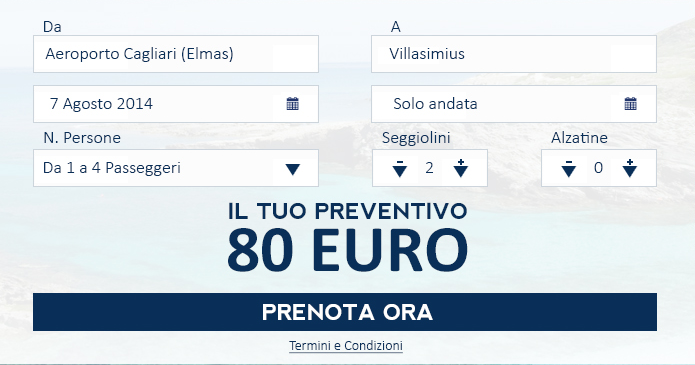 Da A
Aeroporto Cagliari (Elmas) Villasimius
7 Agosto 2014 Solo andata
N. Persone Seggiolini Alzatine
Da 1 a 4 Passeggeri - 2 + - 0 +
IL TUO PREVENTIVO
80 EURO
PRENOTA ORA
Termini e Condizioni